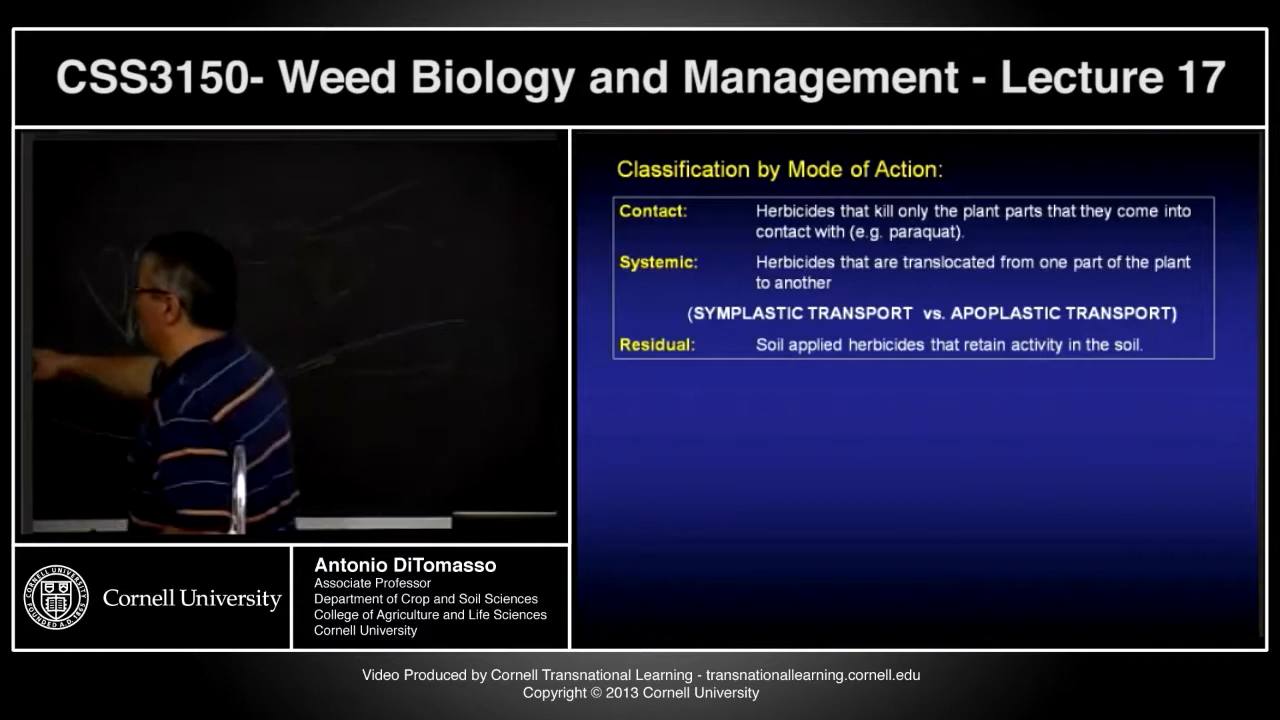 CSS3150- Weed Biology and Management - Lecture 17
Classification by Mode of Action:
Contact: Herbicides that kill only the plant parts that they come into
contact with (e.g. paraquat).
Systemic: Herbicides that are translocated from one part of the plant
to another
(SYMPLASTIC TRANSPORT vs. APOPLASTIC TRANSPORT)
Residual: Soil applied herbicides that retain activity in the soil.
Cornell University
Antonio DiTomasso
Associate Professor
Department of Crop and Soil Sciences
College of Agriculture and Life Sciences
Cornell University
Video Produced by Cornell Transnational Learning - transnationallearning.cornell.edu
Copyright © 2013 Cornell University